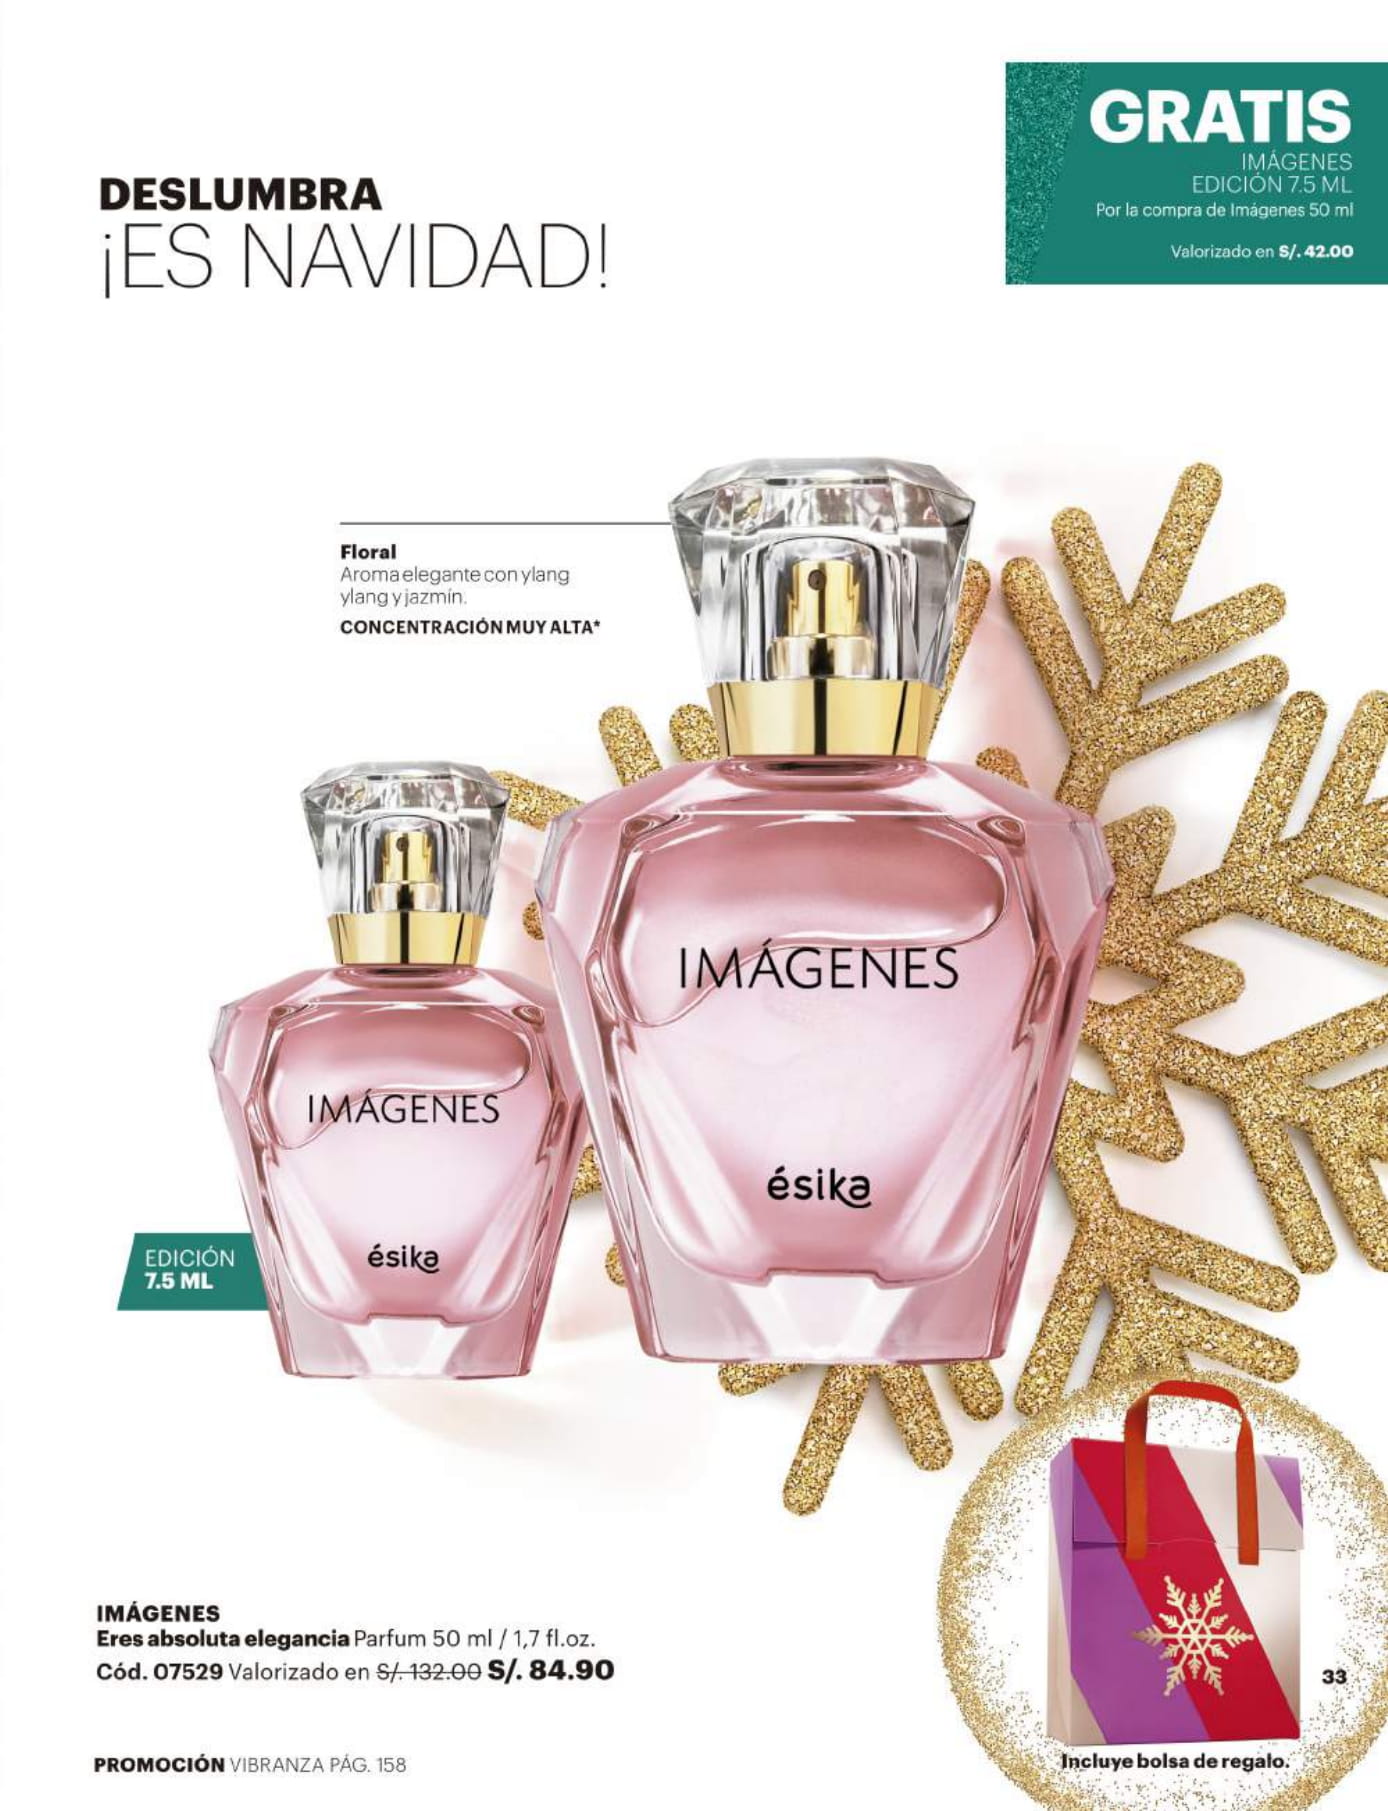 GRATIS
IMÁGENES
EDICIÓN 7.5 ML
Por la compra de Imágenes 50 ml
Valorizado en S/. 42.00
DESLUMBRA
¡ES NAVIDAD!
Floral
Aroma elegante con ylang
ylang y jazmín.
CONCENTRACIÓN MUY ALTA*
IMÁGENES
ésika
IMÁGENES
ésika
EDICIÓN
7.5 ML
IMÁGENES
Eres absoluta elegancia Parfum 50 ml / 1,7 fl.oz.
Cód. 07529 Valorizado en S/. 132.00 S/. 84.90
33
Incluye bolsa de regalo.
PROMOCIÓN VIBRANZA PÁG. 158